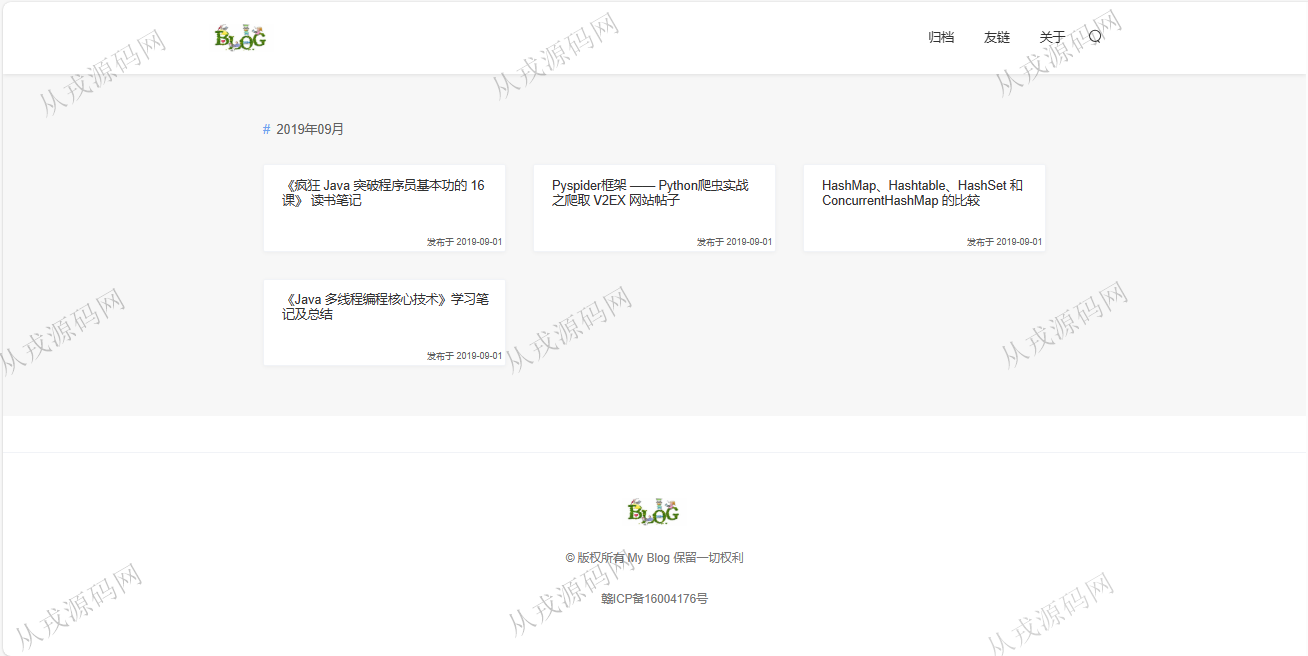 BLOG
归档 友链 关于
# 2019年09月
《疯狂 Java 突破程序员基本功的 16
课》 读书笔记
发布于 2019-09-01
Pyspider框架 —— Python爬虫实战
之爬取 V2EX 网站帖子
发布于 2019-09-01
HashMap、Hashtable、HashSet 和
ConcurrentHashMap 的比较
发布于 2019-09-01
《Java 多线程编程核心技术》学习笔
记及总结
发布于 2019-09-01
BLOG
© 版权所有 My Blog 保留一切权利
赣ICP备16004176号
从戎源码网
从戎源码网
从戎源码网
从戎源码网
从戎源码网
从戎源码网
从戎源码网
从戎源码网
从戎源码网